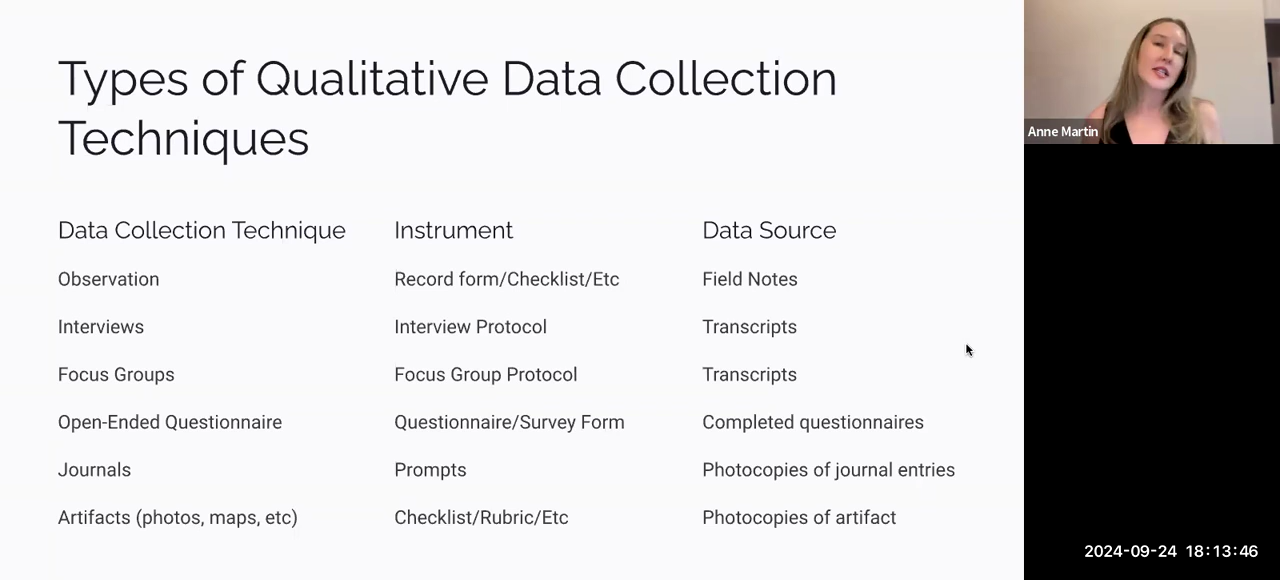 Types of Qualitative Data Collection
Techniques
Data Collection Technique Instrument Data Source
Observation Record form/Checklist/Etc Field Notes
Interviews Interview Protocol Transcripts
Focus Groups Focus Group Protocol Transcripts
Open-Ended Questionnaire Questionnaire/Survey Form Completed questionnaires
Journals Prompts Photocopies of journal entries
Artifacts (photos, maps, etc) Checklist/Rubric/Etc Photocopies of artifact
Anne Martin
2024-09-24 18:13:46